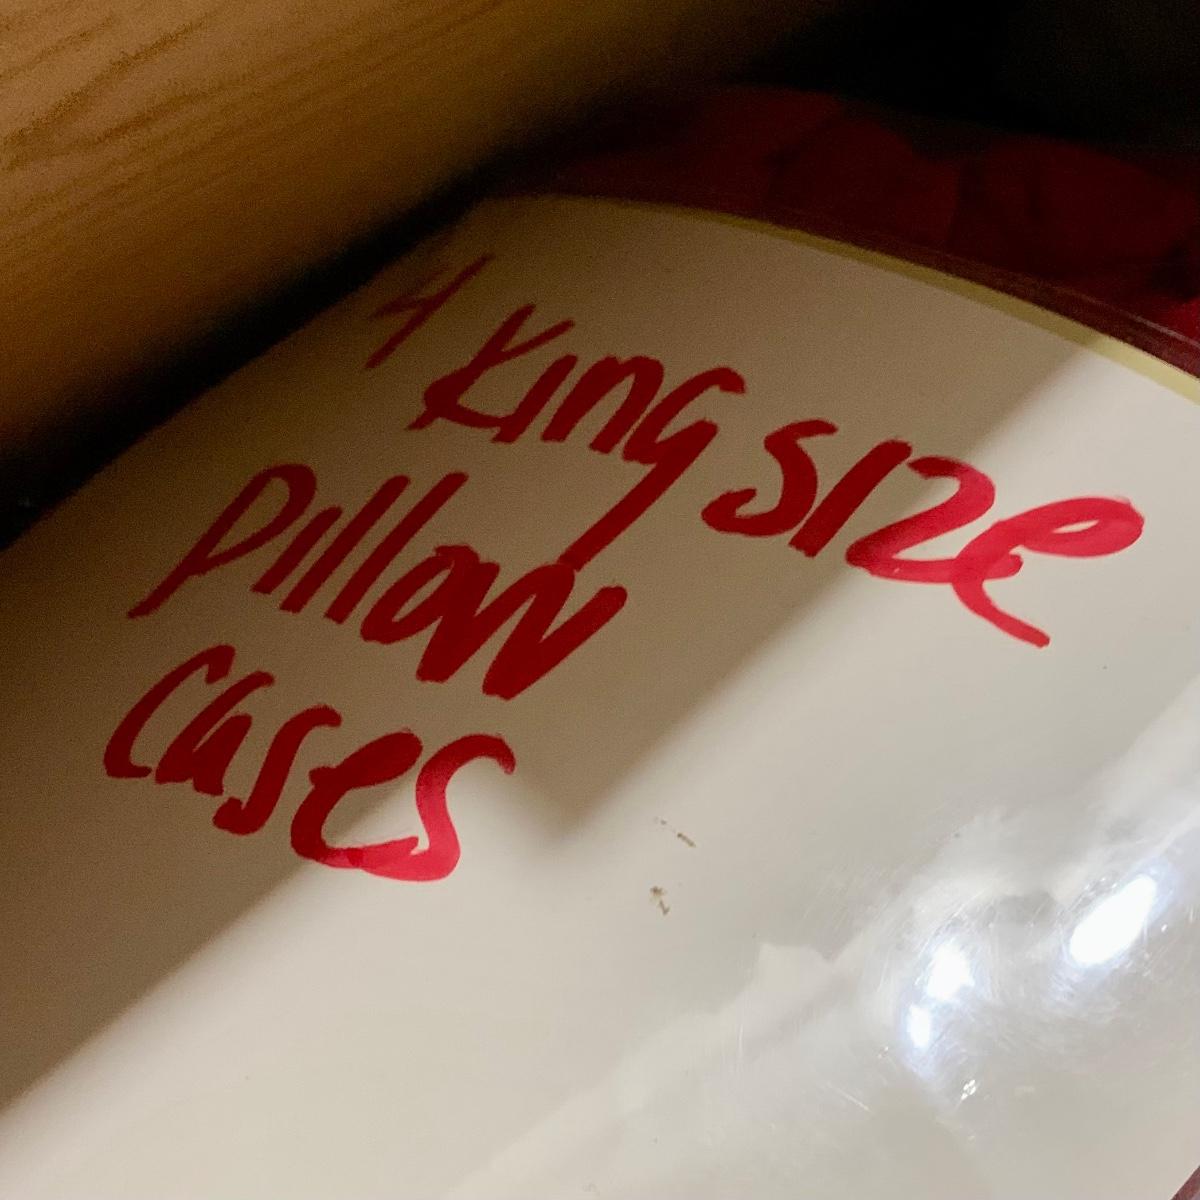 4 King size
Pillow
cases